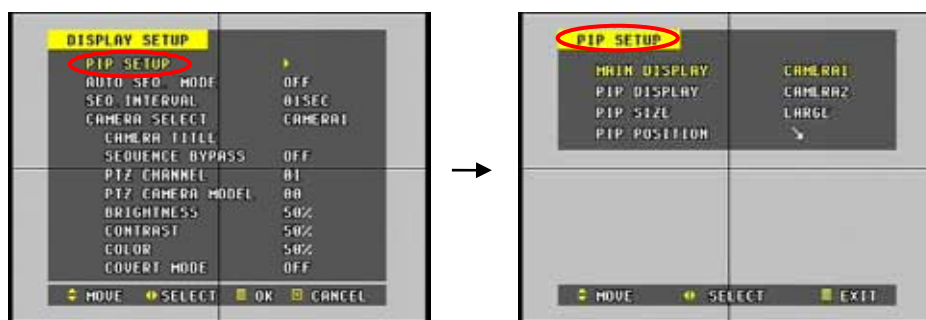 DISPLAY SETUP
PIP SETUP
AUTO SEQ. MODE OFF
SEQ.INTERVAL 01SEC
CAMERA SELECT CAMERA1
CAMERA TITLE
SEQUENCE BYPASS OFF
PTZ CHANNEL 01
PTZ CAMERA MODEL 00
BRIGHTNESS 50%
CONTRAST 50%
COLOR 50%
COVERT MODE OFF
MOVE SELECT OK CANCEL
PIP SETUP
MAIN DISPLAY CAMERA1
PIP DISPLAY CAMERA2
PIP SIZE LARGE
PIP POSITION ↘
MOVE SELECT EXIT